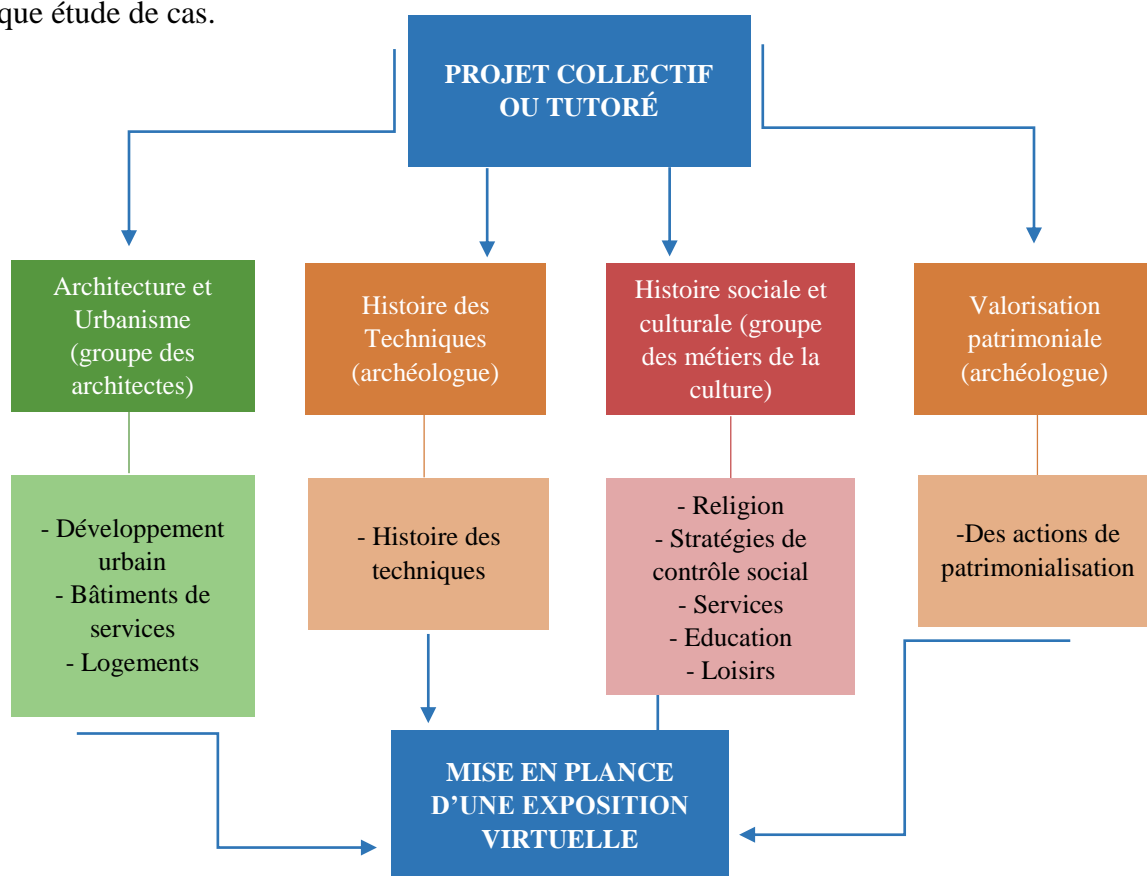 que étude de cas.
PROJET COLLECTIF
OU TUTORÉ
Architecture et
Urbanisme
(groupe des
architectes)
Histoire des
Techniques
(archéologue)
Histoire sociale et
culturale (groupe
des métiers de la
culture)
Valorisation
patrimoniale
(archéologue)
- Développement
urbain
- Bâtiments de
services
- Logements
- Histoire des
techniques
- Religion
- Stratégies de
contrôle social
- Services
- Education
- Loisirs
-Des actions de
patrimonialisation
MISE EN PLANCE
D’UNE EXPOSITION
VIRTUELLE